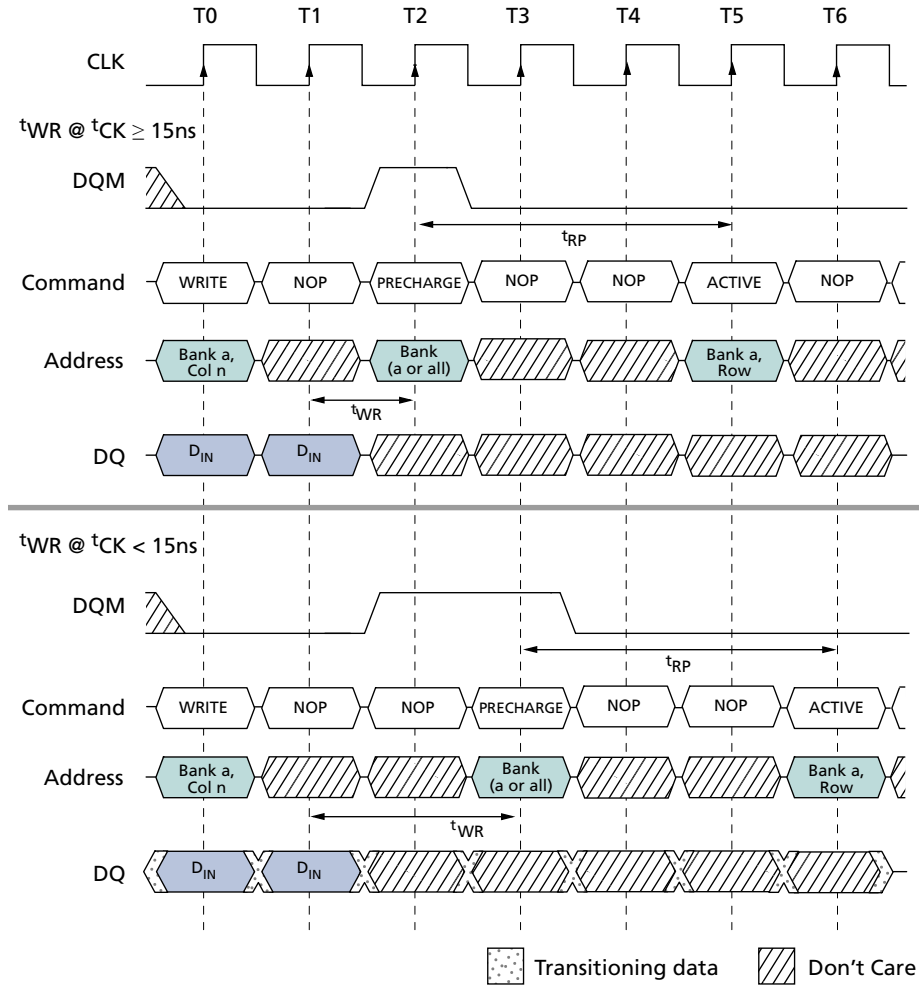 T0 T1 T2 T3 T4 T5 T6
CLK
tWR @ tCK ≥ 15ns
DQM
tRP
Command WRITE NOP PRECHARGE NOP NOP ACTIVE NOP
Address Bank a, Bank Bank a,
Col n (a or all) Row
tWR
DQ DIN DIN
tWR @ tCK < 15ns
DQM
tRP
Command WRITE NOP NOP PRECHARGE NOP NOP ACTIVE
Address Bank a, Bank Bank a,
Col n (a or all) Row
tWR
DQ DIN DIN
Transitioning data Don't Care